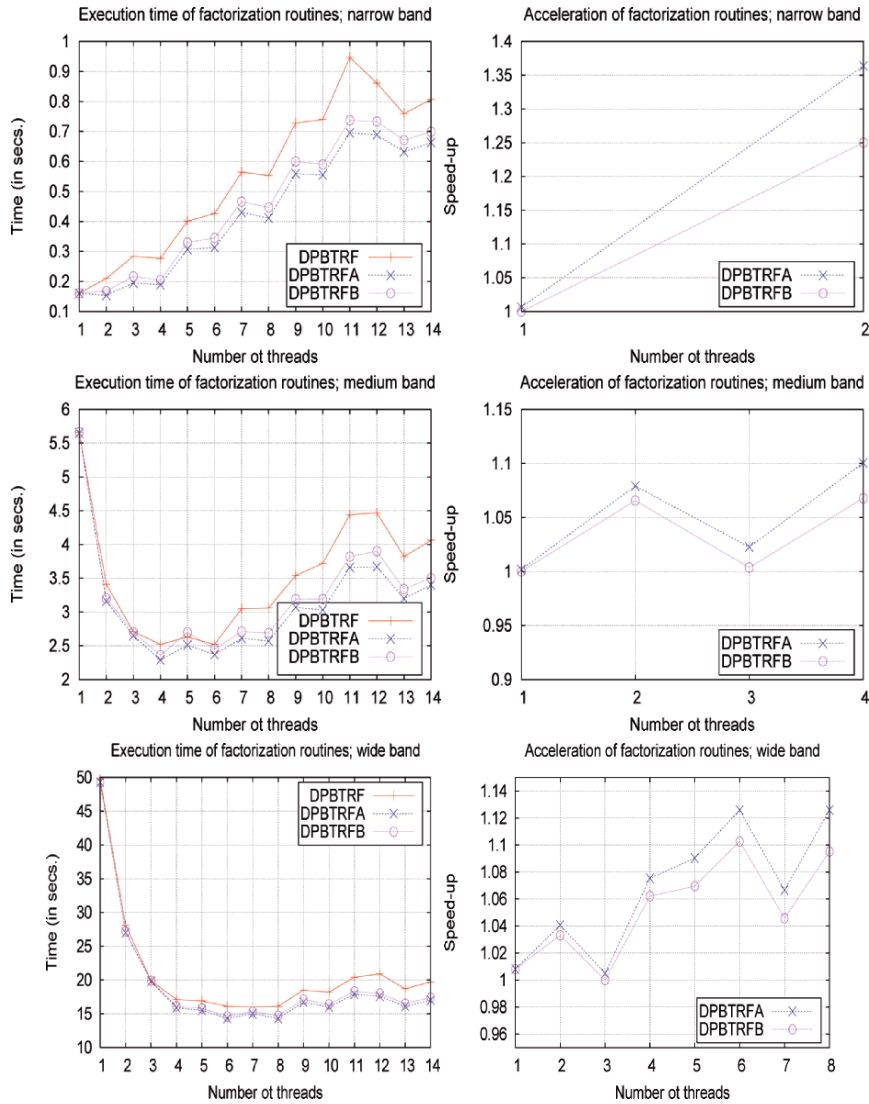 Execution time of factorization routines; narrow band
Time (in secs.)
1
0.9
0.8
0.7
0.6
0.5
0.4
0.3
0.2
0.1
DPBTRF
DPBTRFA
DPBTRFB
1 2 3 4 5 6 7 8 9 10 11 12 13 14
Number ot threads
Acceleration of factorization routines; narrow band
Speed-up
1.4
1.35
1.3
1.25
1.2
1.15
1.1
1.05
1
DPBTRFA
DPBTRFB
1 2
Number ot threads
Execution time of factorization routines; medium band
Time (in secs.)
6
5.5
5
4.5
4
3.5
3
2.5
2
DPBTRF
DPBTRFA
DPBTRFB
1 2 3 4 5 6 7 8 9 10 11 12 13 14
Number ot threads
Acceleration of factorization routines; medium band
Speed-up
1.15
1.1
1.05
1
0.95
0.9
DPBTRFA
DPBTRFB
1 2 3 4
Number ot threads
Execution time of factorization routines; wide band
Time (in secs.)
50
45
40
35
30
25
20
15
10
DPBTRF
DPBTRFA
DPBTRFB
1 2 3 4 5 6 7 8 9 10 11 12 13 14
Number ot threads
Acceleration of factorization routines; wide band
Speed-up
1.14
1.12
1.1
1.08
1.06
1.04
1.02
1
0.98
0.96
DPBTRFA
DPBTRFB
1 2 3 4 5 6 7 8
Number ot threads